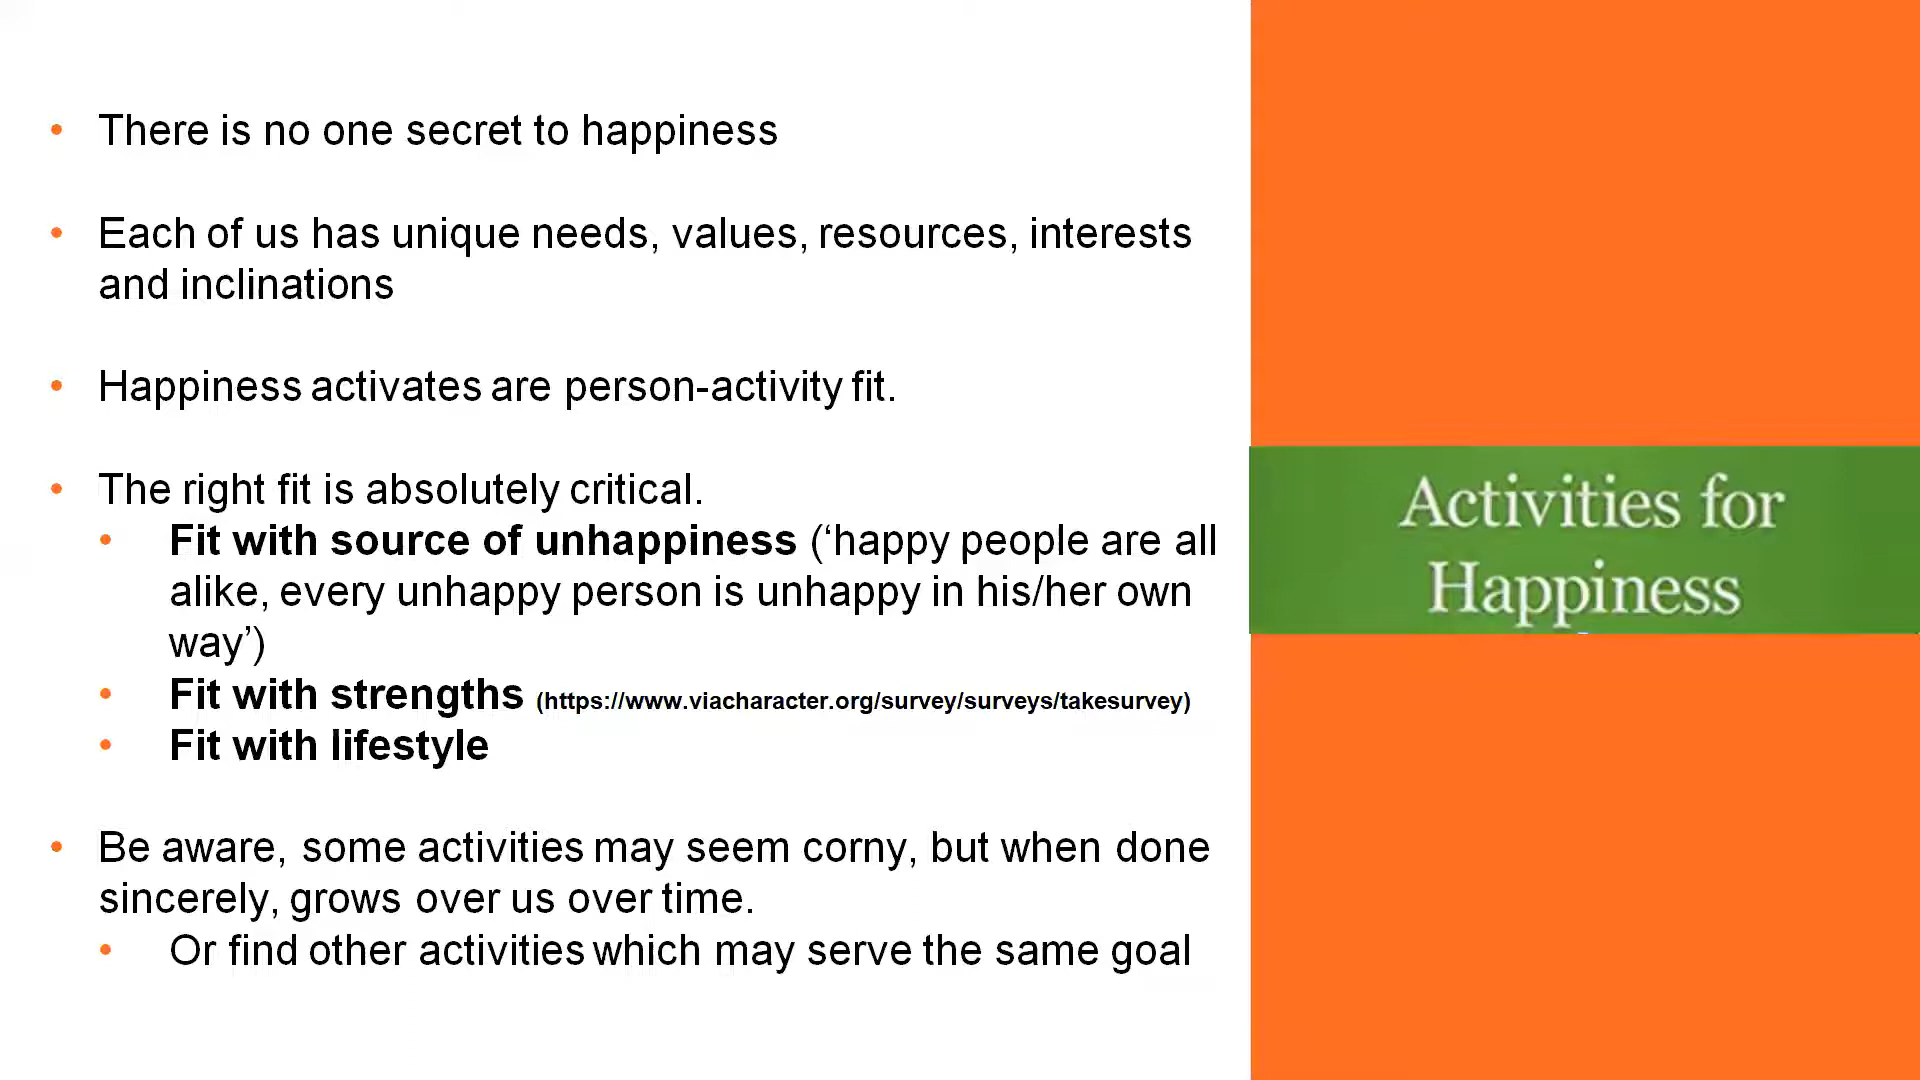 • There is no one secret to happiness
• Each of us has unique needs, values, resources, interests
and inclinations
• Happiness activates are person-activity fit.
• The right fit is absolutely critical.
• Fit with source of unhappiness (‘happy people are all
alike, every unhappy person is unhappy in his/her own
way’)
• Fit with strengths (https://www.viacharacter.org/survey/surveys/takesurvey)
• Fit with lifestyle
• Be aware, some activities may seem corny, but when done
sincerely, grows over us over time.
• Or find other activities which may serve the same goal
Activities for
Happiness